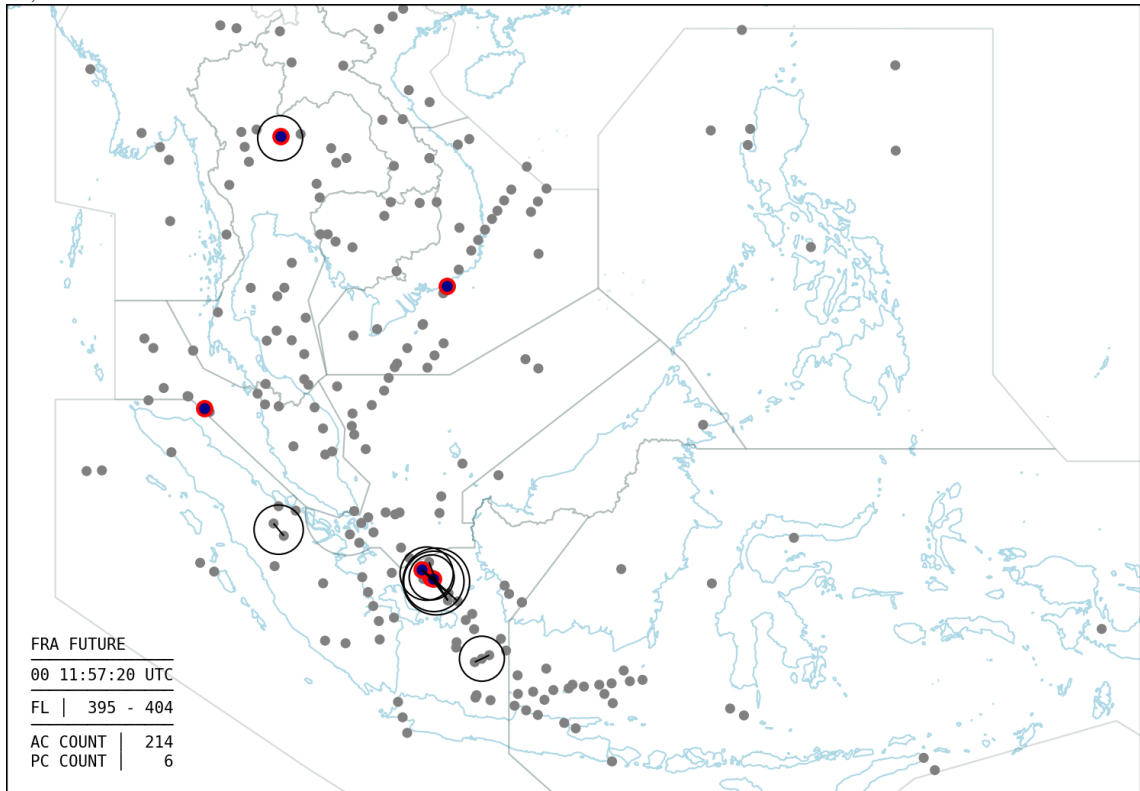 FRA FUTURE
00 11:57:20 UTC
FL | 395 - 404
AC COUNT | 214
PC COUNT | 6